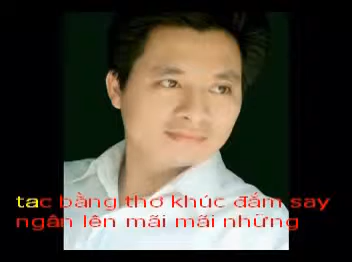 tac bằng thơ khúc đắm say
ngân lên mãi mãi những